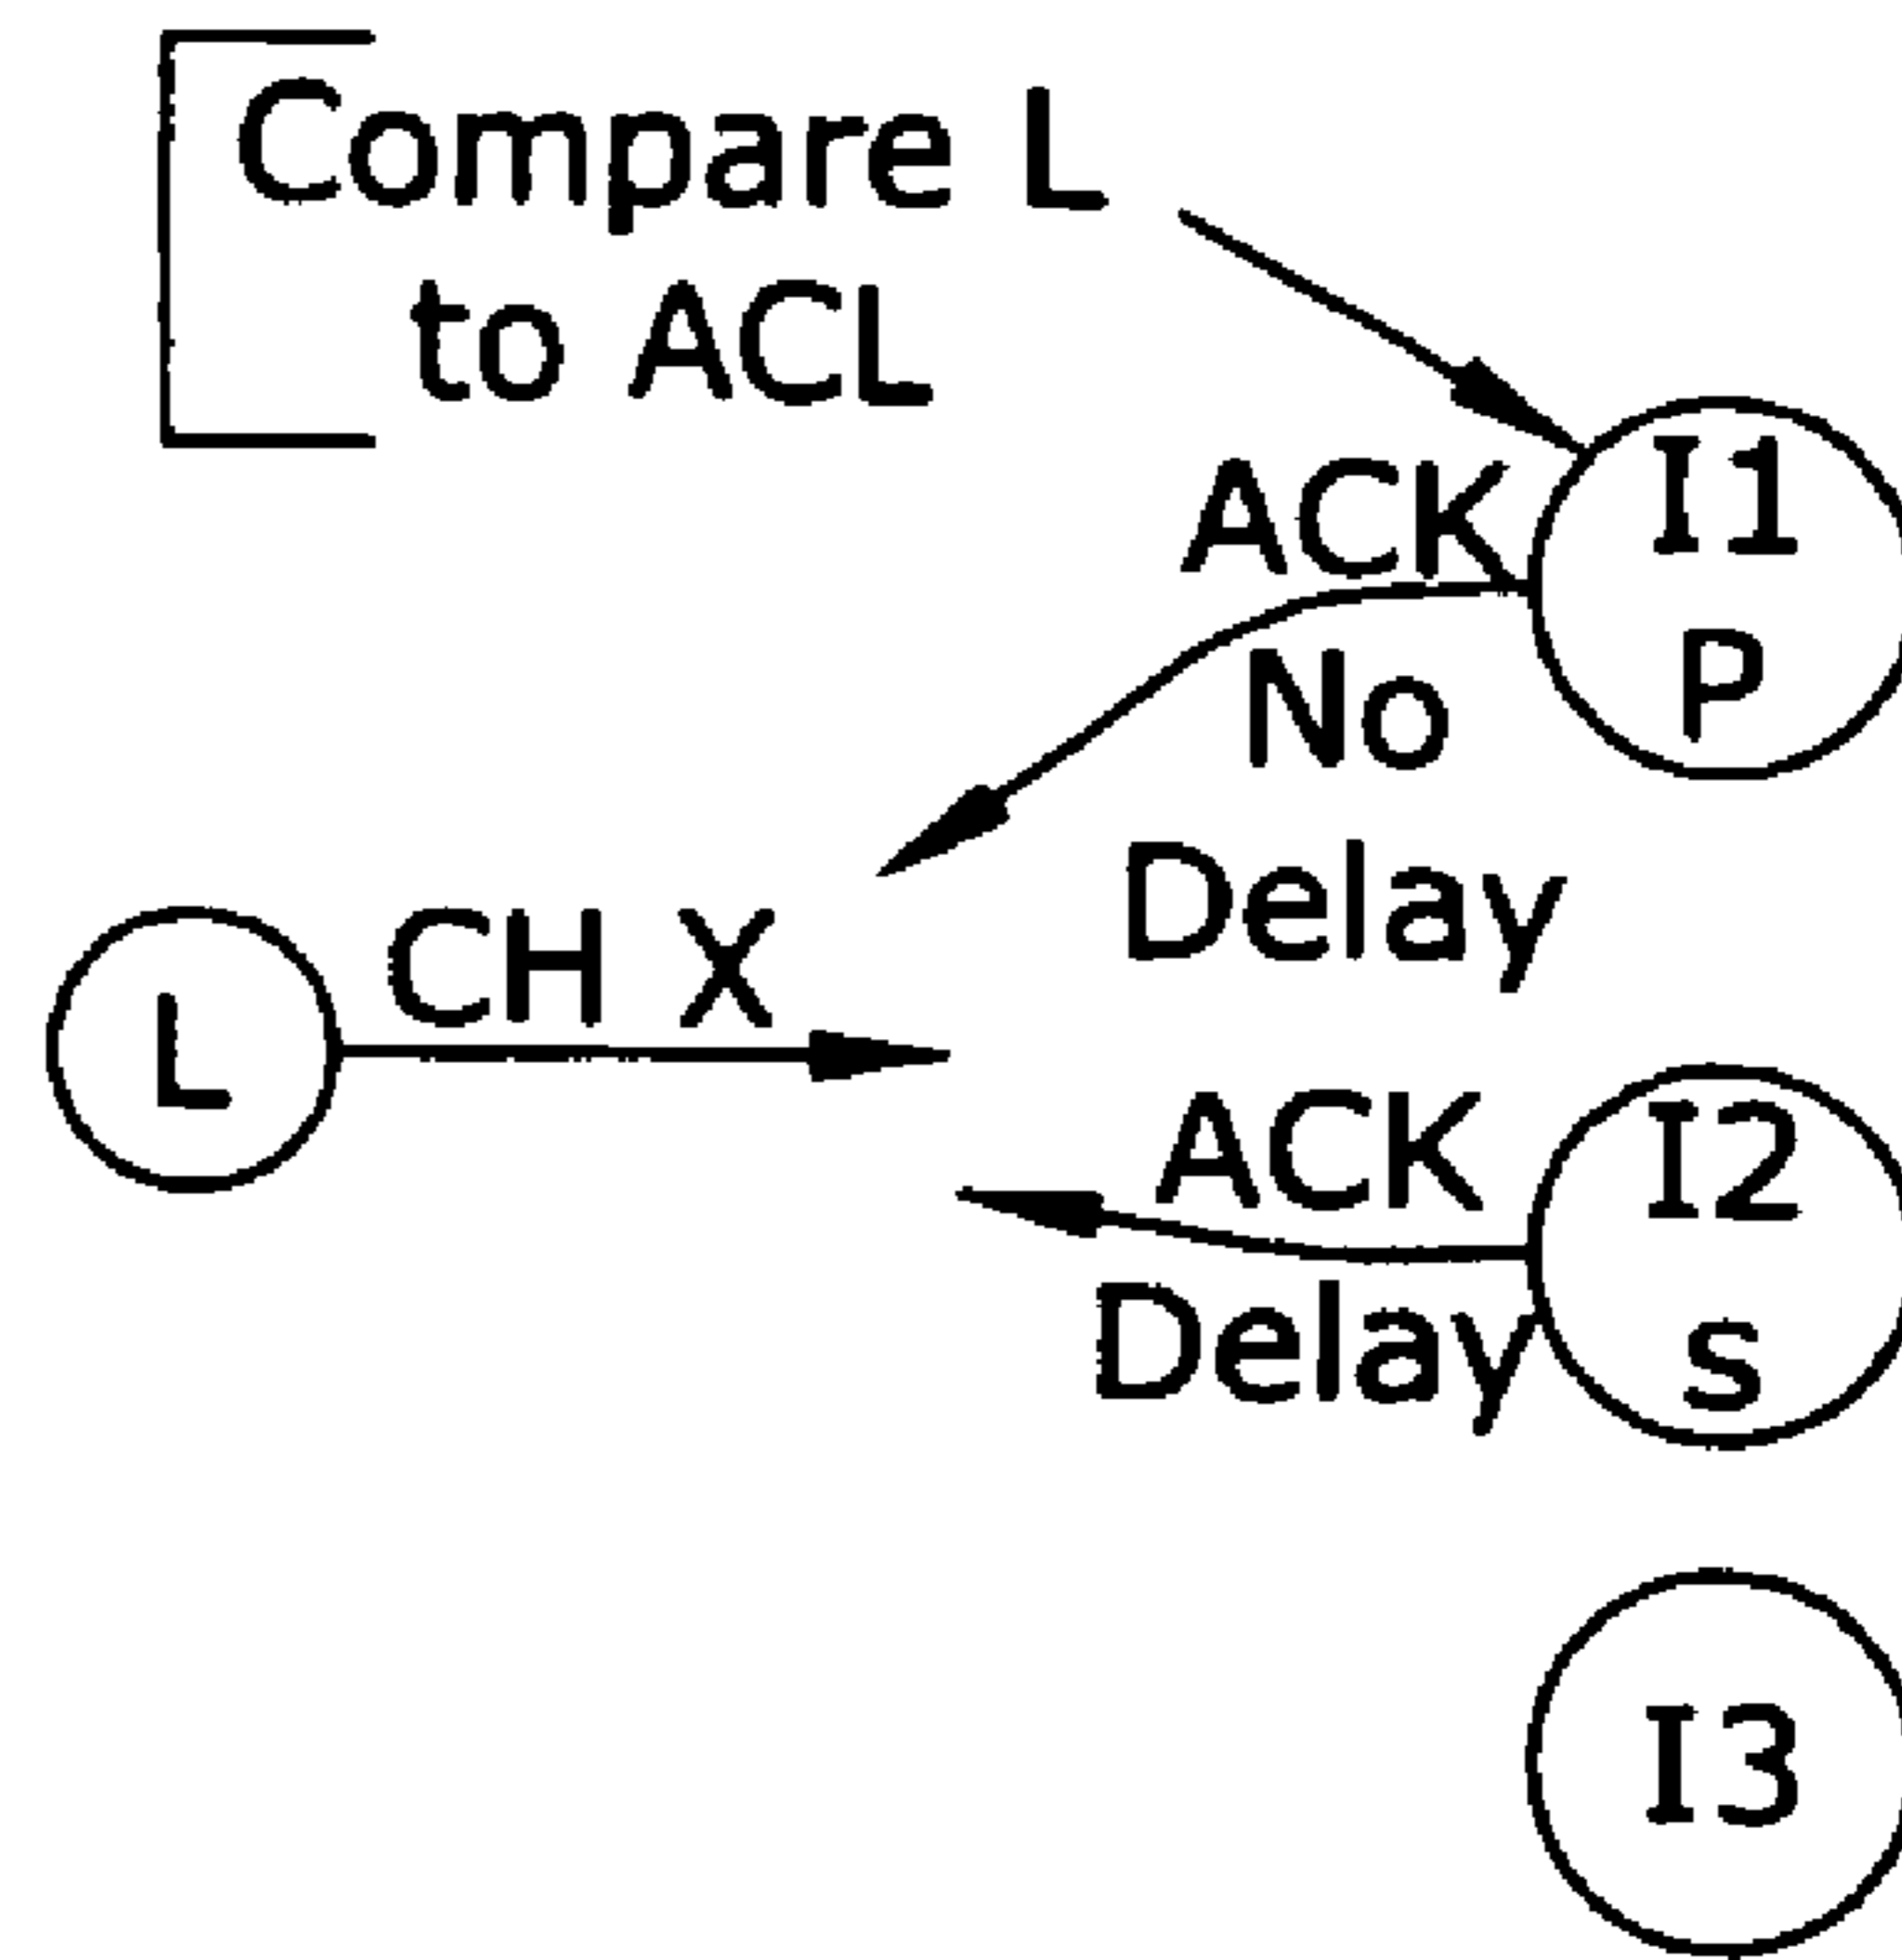 Compare L
to ACL
I1
P
ACK
No
Delay
L
CH X
I2
s
ACK
Delay
I3